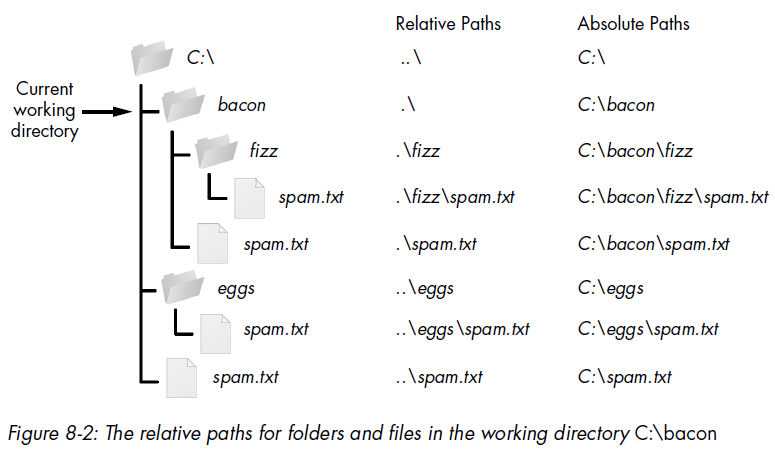 Relative Paths Absolute Paths
C:\ ..\ C:\
Current
working
directory
bacon .\ C:\bacon
fizz .\fizz C:\bacon\fizz
spam.txt .\fizz\spam.txt C:\bacon\fizz\spam.txt
spam.txt .\spam.txt C:\bacon\spam.txt
eggs ..\eggs C:\eggs
spam.txt ..\eggs\spam.txt C:\eggs\spam.txt
spam.txt ..\spam.txt C:\spam.txt
Figure 8-2: The relative paths for folders and files in the working directory C:\bacon